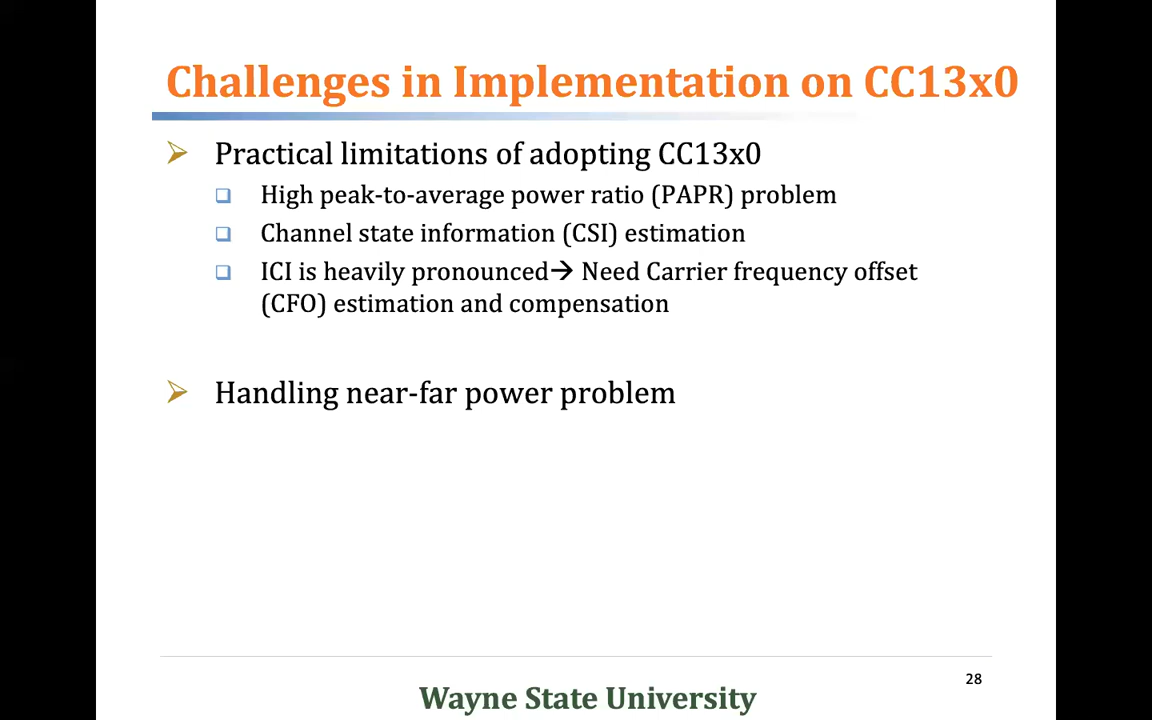 Challenges in Implementation on CC13x0
Practical limitations of adopting CC13x0
High peak-to-average power ratio (PAPR) problem
Channel state information (CSI) estimation
ICI is heavily pronounced→ Need Carrier frequency offset
(CFO) estimation and compensation
Handling near-far power problem
28
Wayne State University